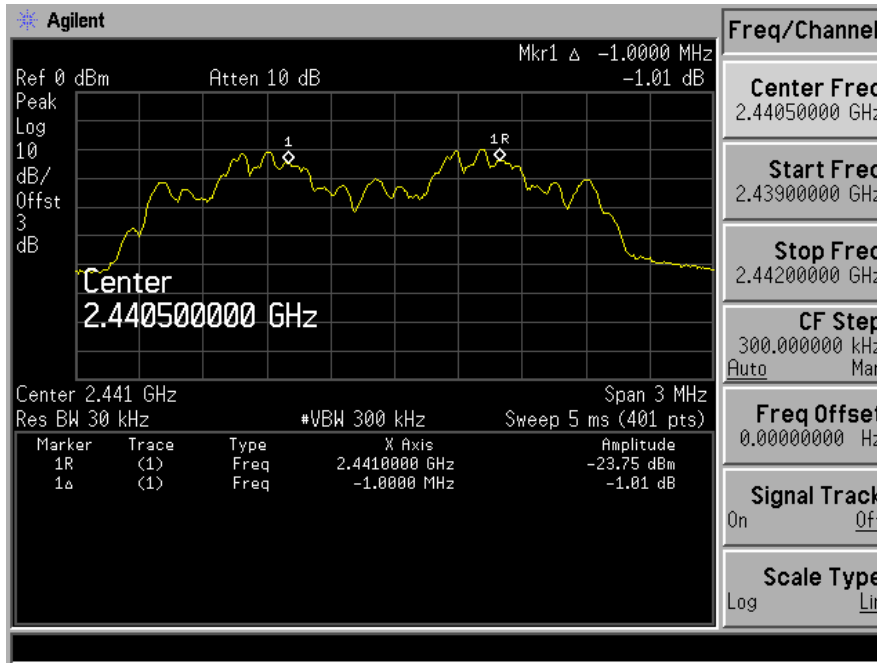 Agilent
Freq/Channel
Mkr1 Δ -1.0000 MHz
Ref 0 dBm Atten 10 dB -1.01 dB
Peak
Log
10
dB/
Offst
3
dB
1
1R
Center
2.440500000 GHz
Center 2.441 GHz Span 3 MHz
Res BW 30 kHz #VBW 300 kHz Sweep 5 ms (401 pts)
Marker Trace Type X Axis Amplitude
1R (1) Freq 2.4410000 GHz -23.75 dBm
1Δ (1) Freq -1.0000 MHz -1.01 dB
Center Freq
2.44050000 GHz
Start Freq
2.43900000 GHz
Stop Freq
2.44200000 GHz
CF Step
300.000000 kHz
Auto Man
Freq Offset
0.00000000 Hz
Signal Track
On Off
Scale Type
Log Lin